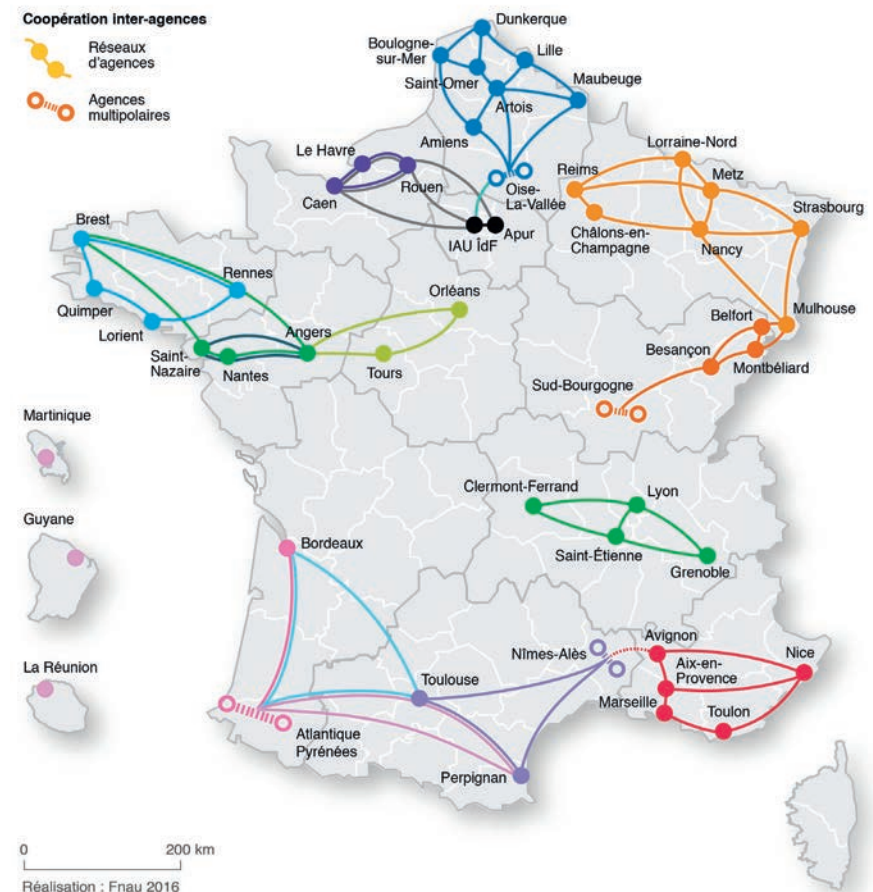 Coopération inter-agences
Réseaux
d'agences
Agences
multipolaires
Dunkerque
Boulogne-
sur-Mer
Lille
Saint-Omer
Maubeuge
Artois
Amiens
Le Havre
Rouen
Caen
Oise-
La-Vallée
IAU ÎdF
Apur
Lorraine-Nord
Reims
Metz
Strasbourg
Châlons-en-
Champagne
Nancy
Mulhouse
Belfort
Besançon
Montbéliard
Sud-Bourgogne
Brest
Rennes
Quimper
Lorient
Orléans
Angers
Saint-
Nazaire
Nantes
Tours
Martinique
Guyane
La Réunion
Clermont-Ferrand
Lyon
Saint-Étienne
Grenoble
Bordeaux
Nîmes-Alès
Avignon
Nice
Aix-en-
Provence
Marseille
Toulon
Toulouse
Atlantique
Pyrénées
Perpignan
0
200 km
Réalisation : Fnau 2016